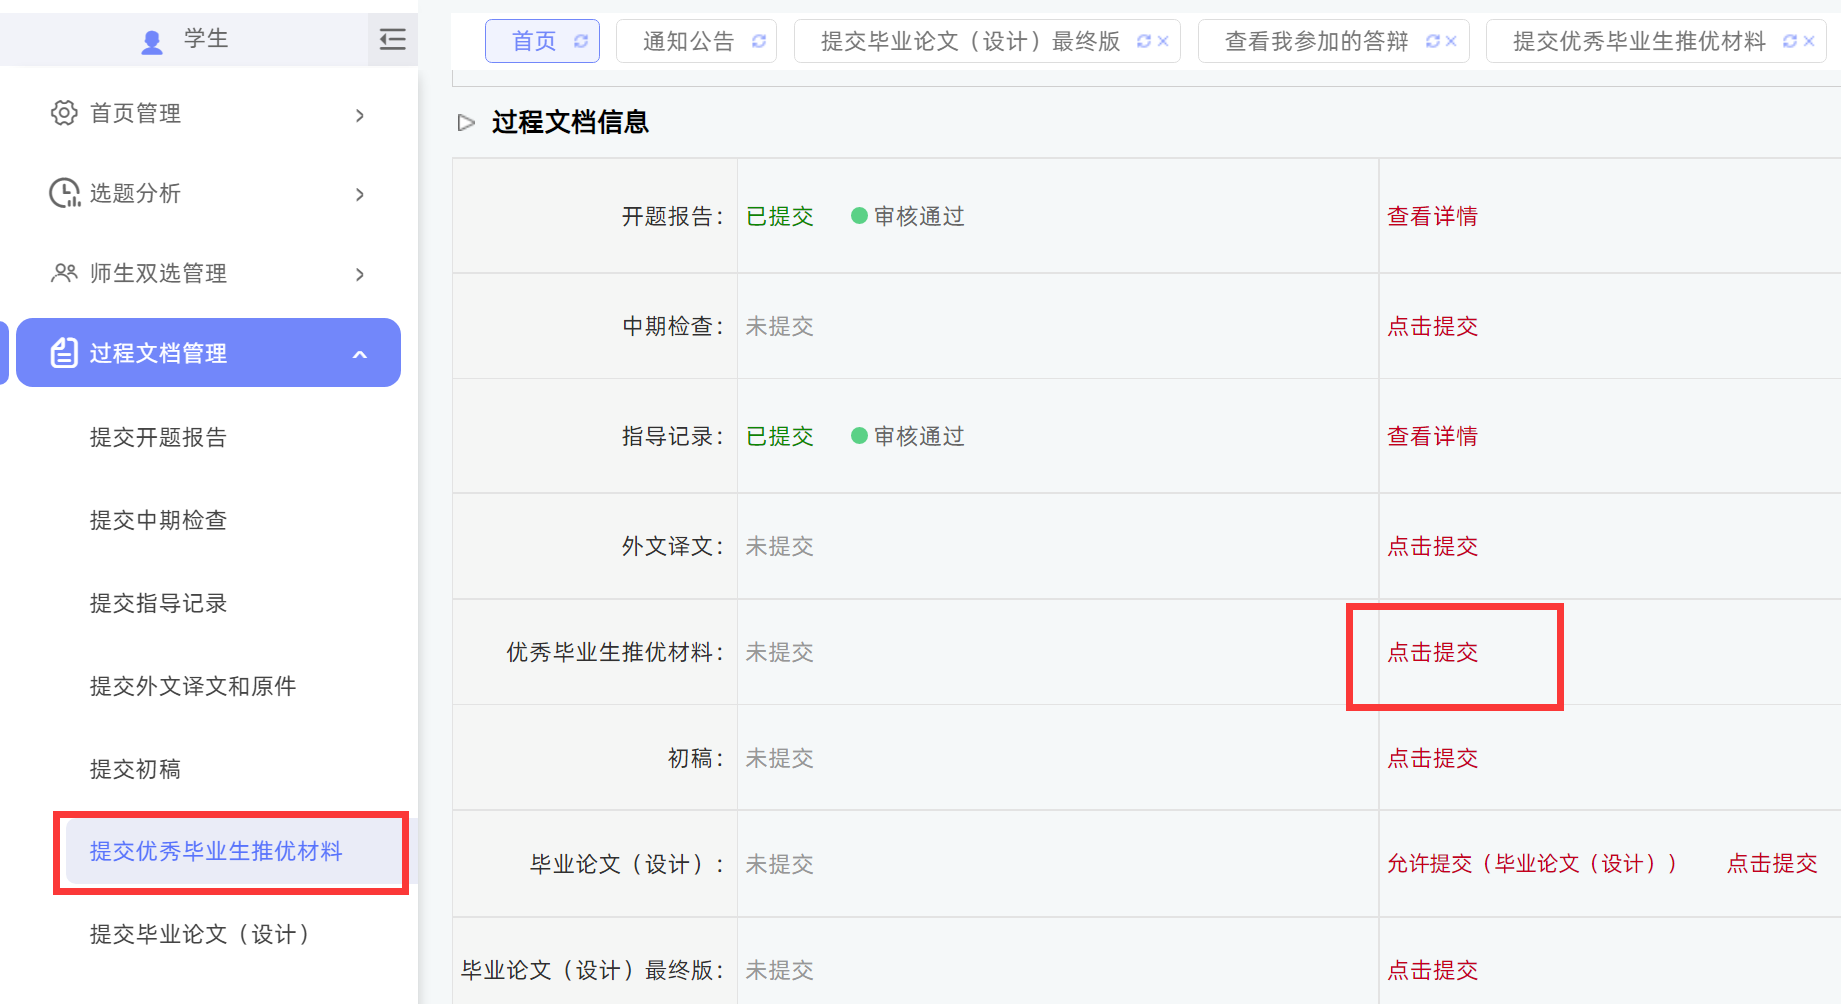 学生
首页管理
选题分析
师生双选管理
过程文档管理
提交开题报告
提交中期检查
提交指导记录
提交外文译文和原件
提交初稿
提交优秀毕业生推优材料
提交毕业论文（设计）
首页 通知公告 提交毕业论文（设计）最终版 查看我参加的答辩 提交优秀毕业生推优材料
过程文档信息
开题报告： 已提交 审核通过 查看详情
中期检查： 未提交 点击提交
指导记录： 已提交 审核通过 查看详情
外文译文： 未提交 点击提交
优秀毕业生推优材料： 未提交 点击提交
初稿： 未提交 点击提交
毕业论文（设计）： 未提交 允许提交（毕业论文（设计）） 点击提交
毕业论文（设计）最终版： 未提交 点击提交